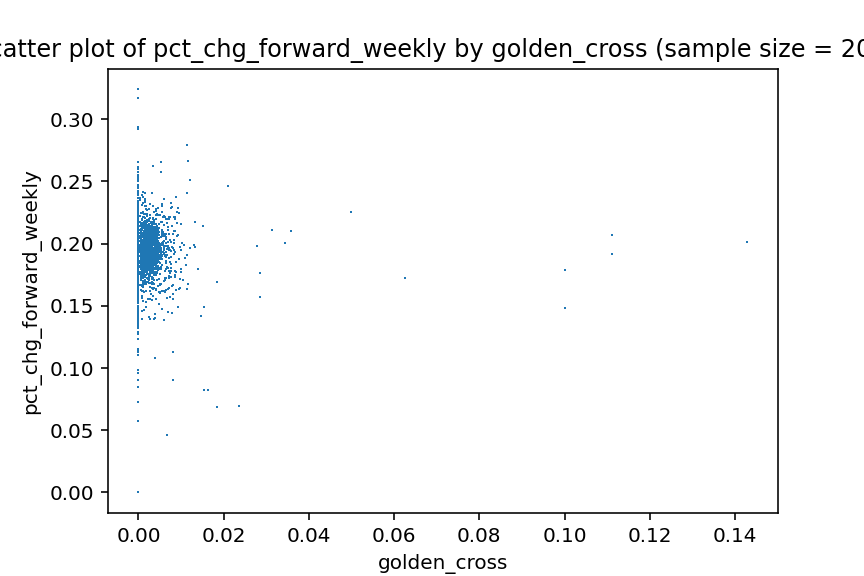 catter plot of pct_chg_forward_weekly by golden_cross (sample size = 20
0.30
0.25
0.20
0.15
0.10
0.05
0.00
pct_chg_forward_weekly
0.00 0.02 0.04 0.06 0.08 0.10 0.12 0.14
golden_cross